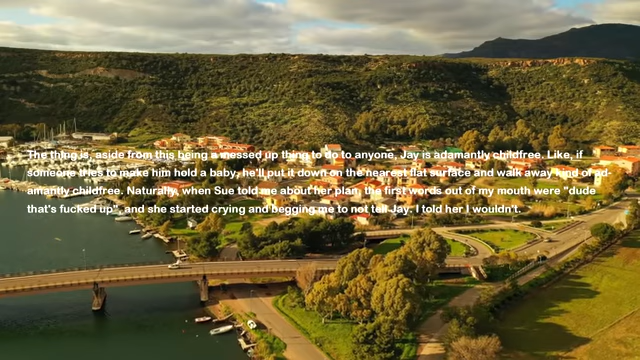 The thing is, aside from this being a messed up thing to do to anyone, Jay is adamantly childfree. Like, if
someone tries to make him hold a baby, he'll put it down on the nearest flat surface and walk away kind of ad-
amantly childfree. Naturally, when Sue told me about her plan, the first words out of my mouth were "dude
that's fucked up", and she started crying and begging me to not tell Jay. I told her I wouldn't.